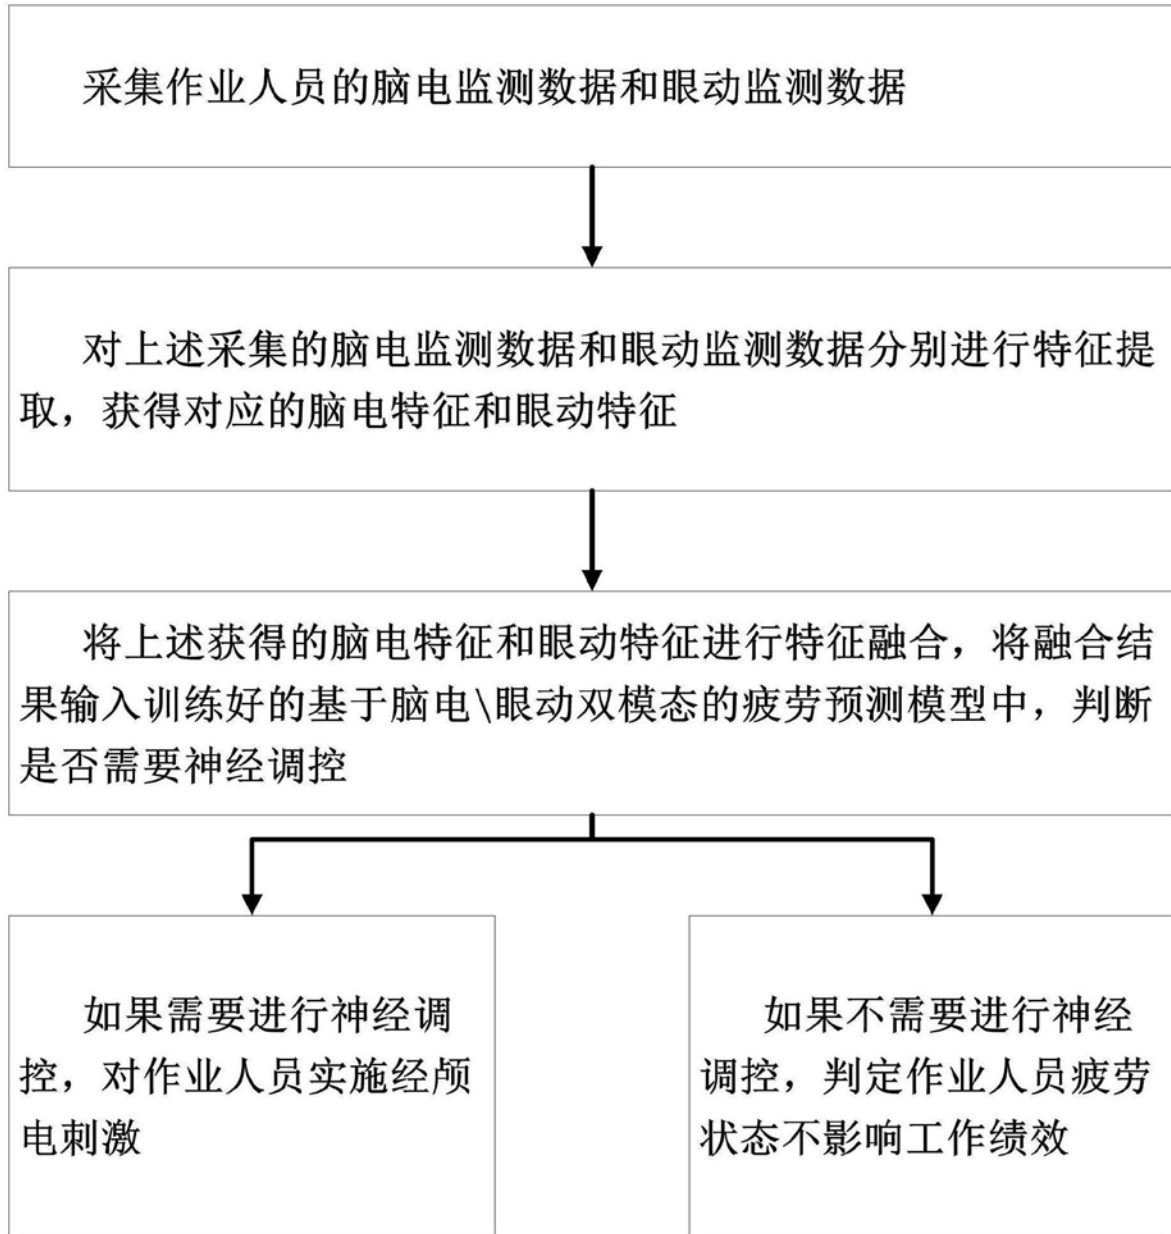 采集作业人员的脑电监测数据和眼动监测数据
对上述采集的脑电监测数据和眼动监测数据分别进行特征提
取，获得对应的脑电特征和眼动特征
将上述获得的脑电特征和眼动特征进行特征融合，将融合结
果输入训练好的基于脑电\眼动双模态的疲劳预测模型中，判断
是否需要神经调控
如果需要进行神经调
控，对作业人员实施经颅
电刺激
如果不需要进行神经
调控，判定作业人员疲劳
状态不影响工作绩效